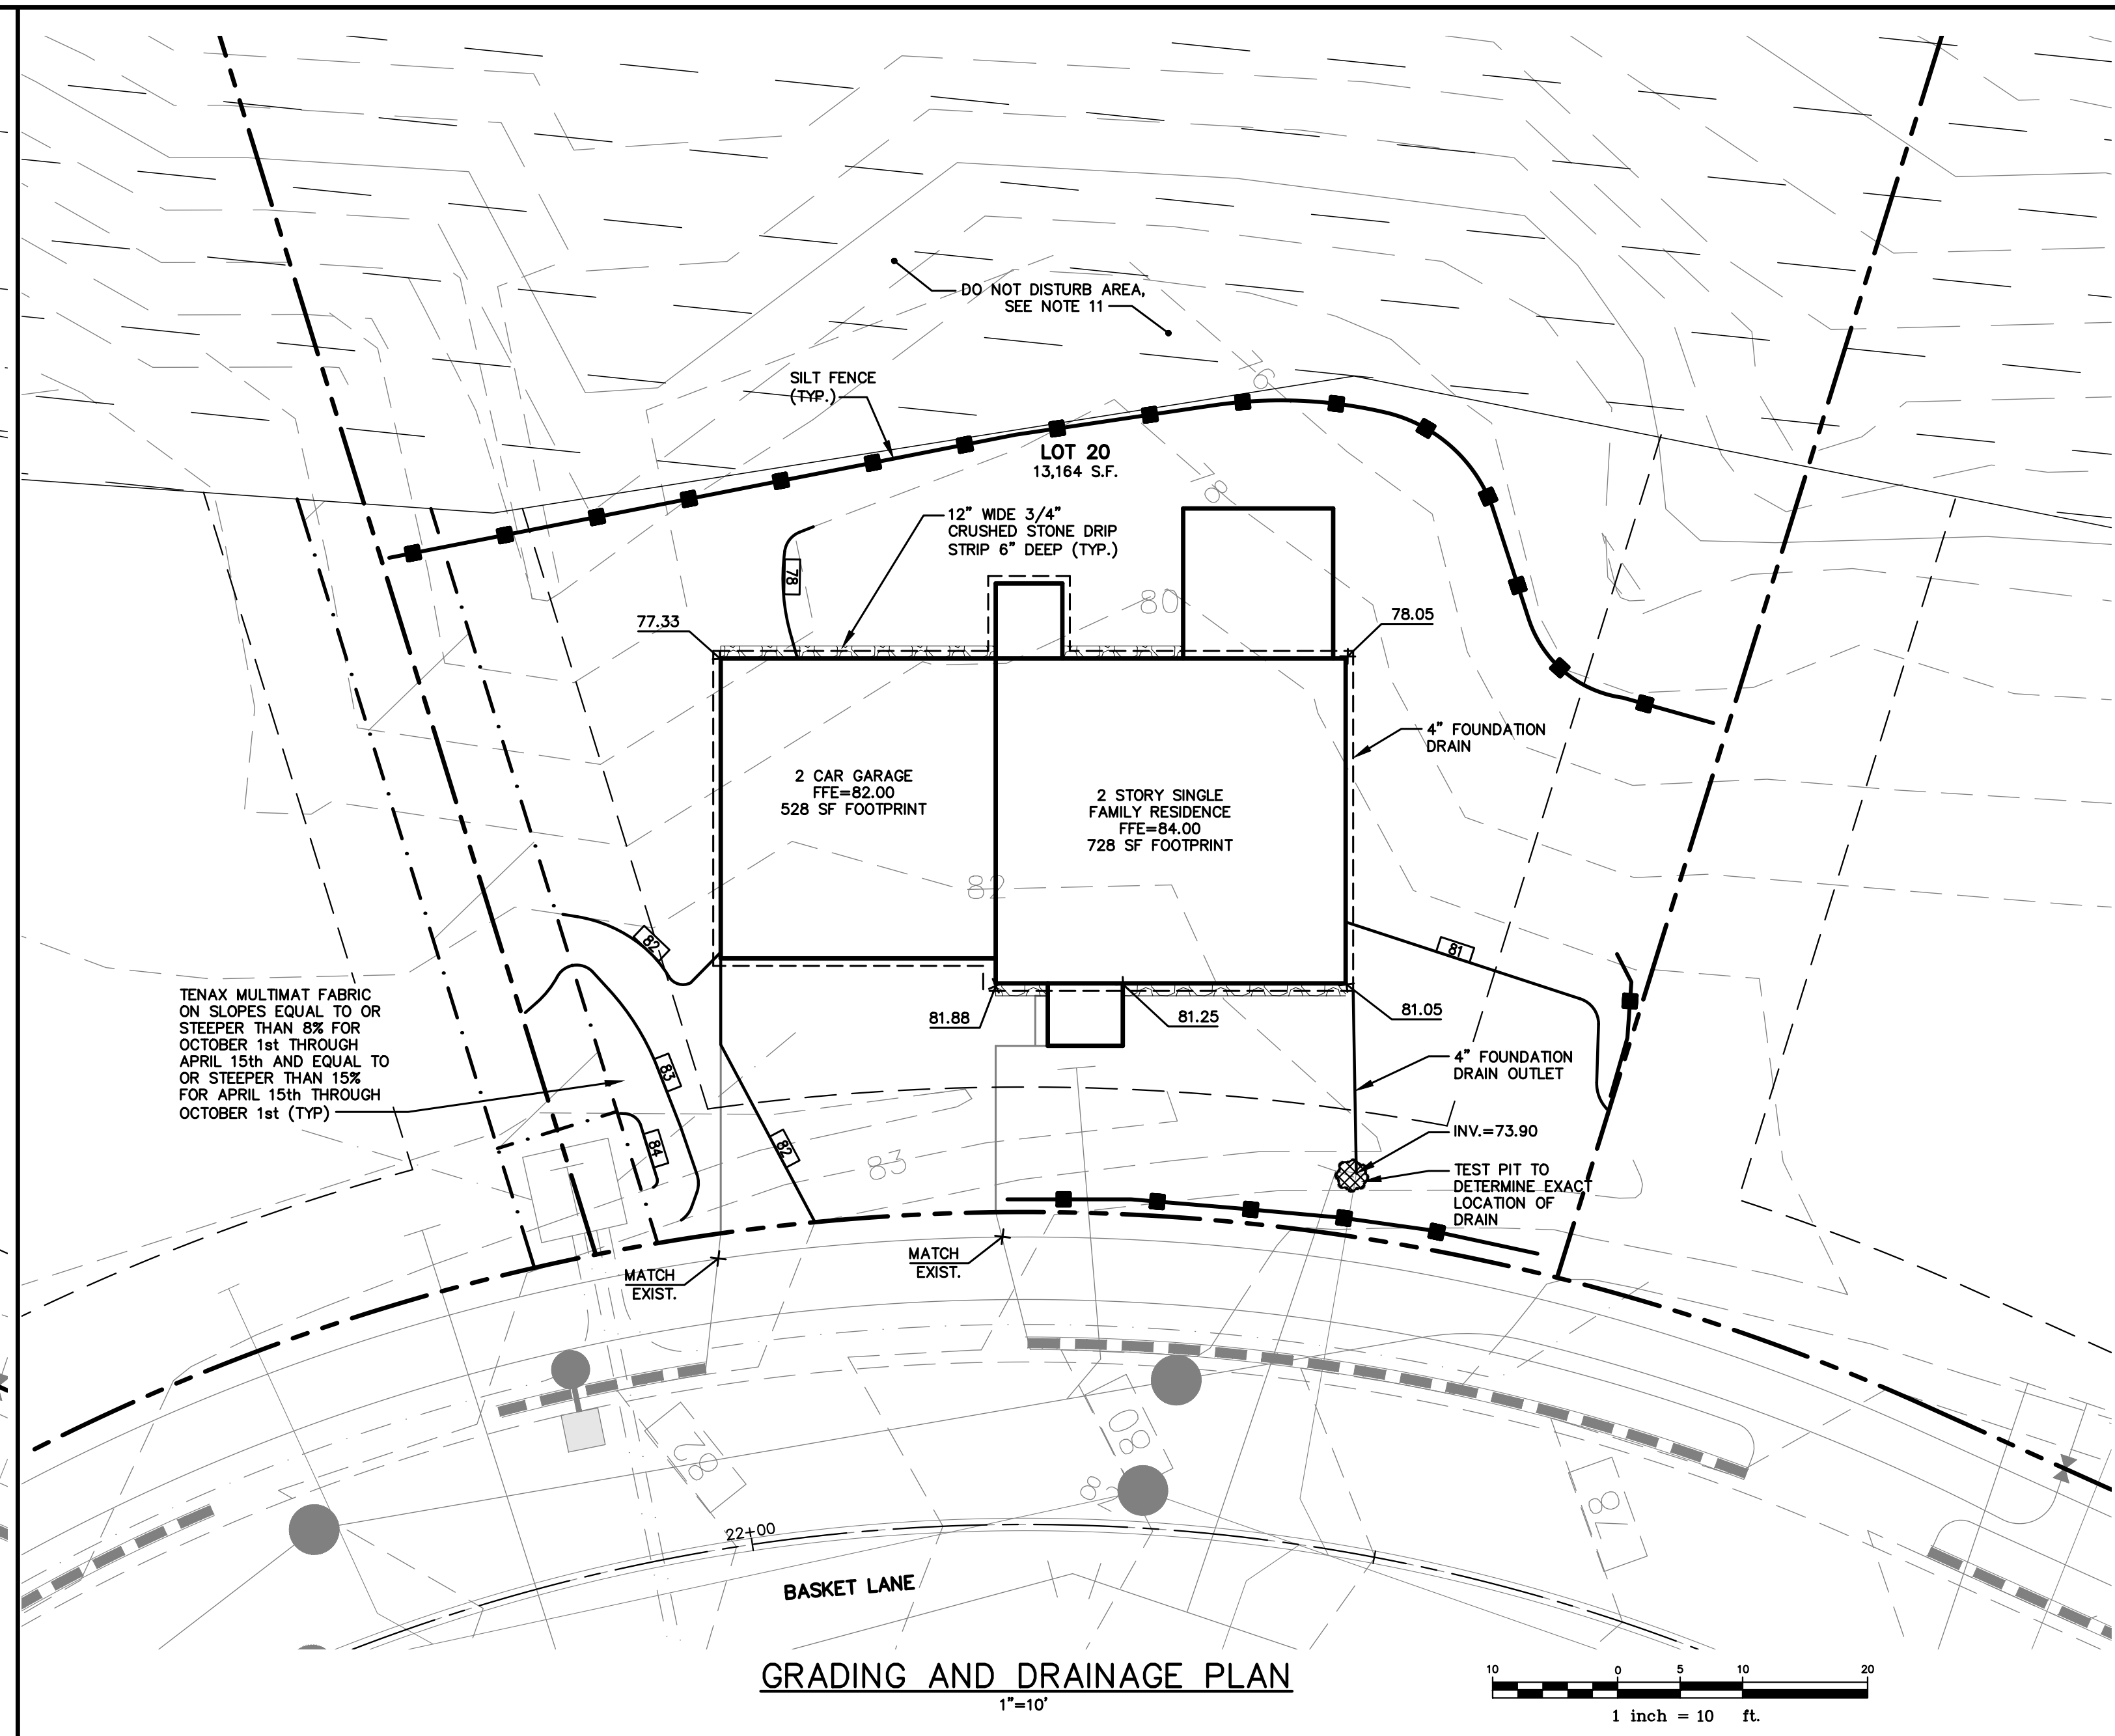 DO NOT DISTURB AREA,
SEE NOTE 11
76
SILT FENCE
(TYP.)
LOT 20
13,164 S.F.
78
12" WIDE 3/4"
CRUSHED STONE DRIP
STRIP 6" DEEP (TYP.)
78
80
77.33
78.05
4" FOUNDATION
DRAIN
2 CAR GARAGE
FFE=82.00
528 SF FOOTPRINT
2 STORY SINGLE
FAMILY RESIDENCE
FFE=84.00
728 SF FOOTPRINT
82
82
81
TENAX MULTIMAT FABRIC
ON SLOPES EQUAL TO OR
STEEPER THAN 8% FOR
OCTOBER 1st THROUGH
APRIL 15th AND EQUAL TO
OR STEEPER THAN 15%
FOR APRIL 15th THROUGH
OCTOBER 1st (TYP)
81.88
81.25
81.05
83
84
82
83
4" FOUNDATION
DRAIN OUTLET
INV.=73.90
TEST PIT TO
DETERMINE EXACT
LOCATION OF
DRAIN
MATCH
EXIST.
MATCH
EXIST.
80
22+00
BASKET LANE
GRADING AND DRAINAGE PLAN
1"=10'
10 0 5 10 20
1 inch = 10 ft.